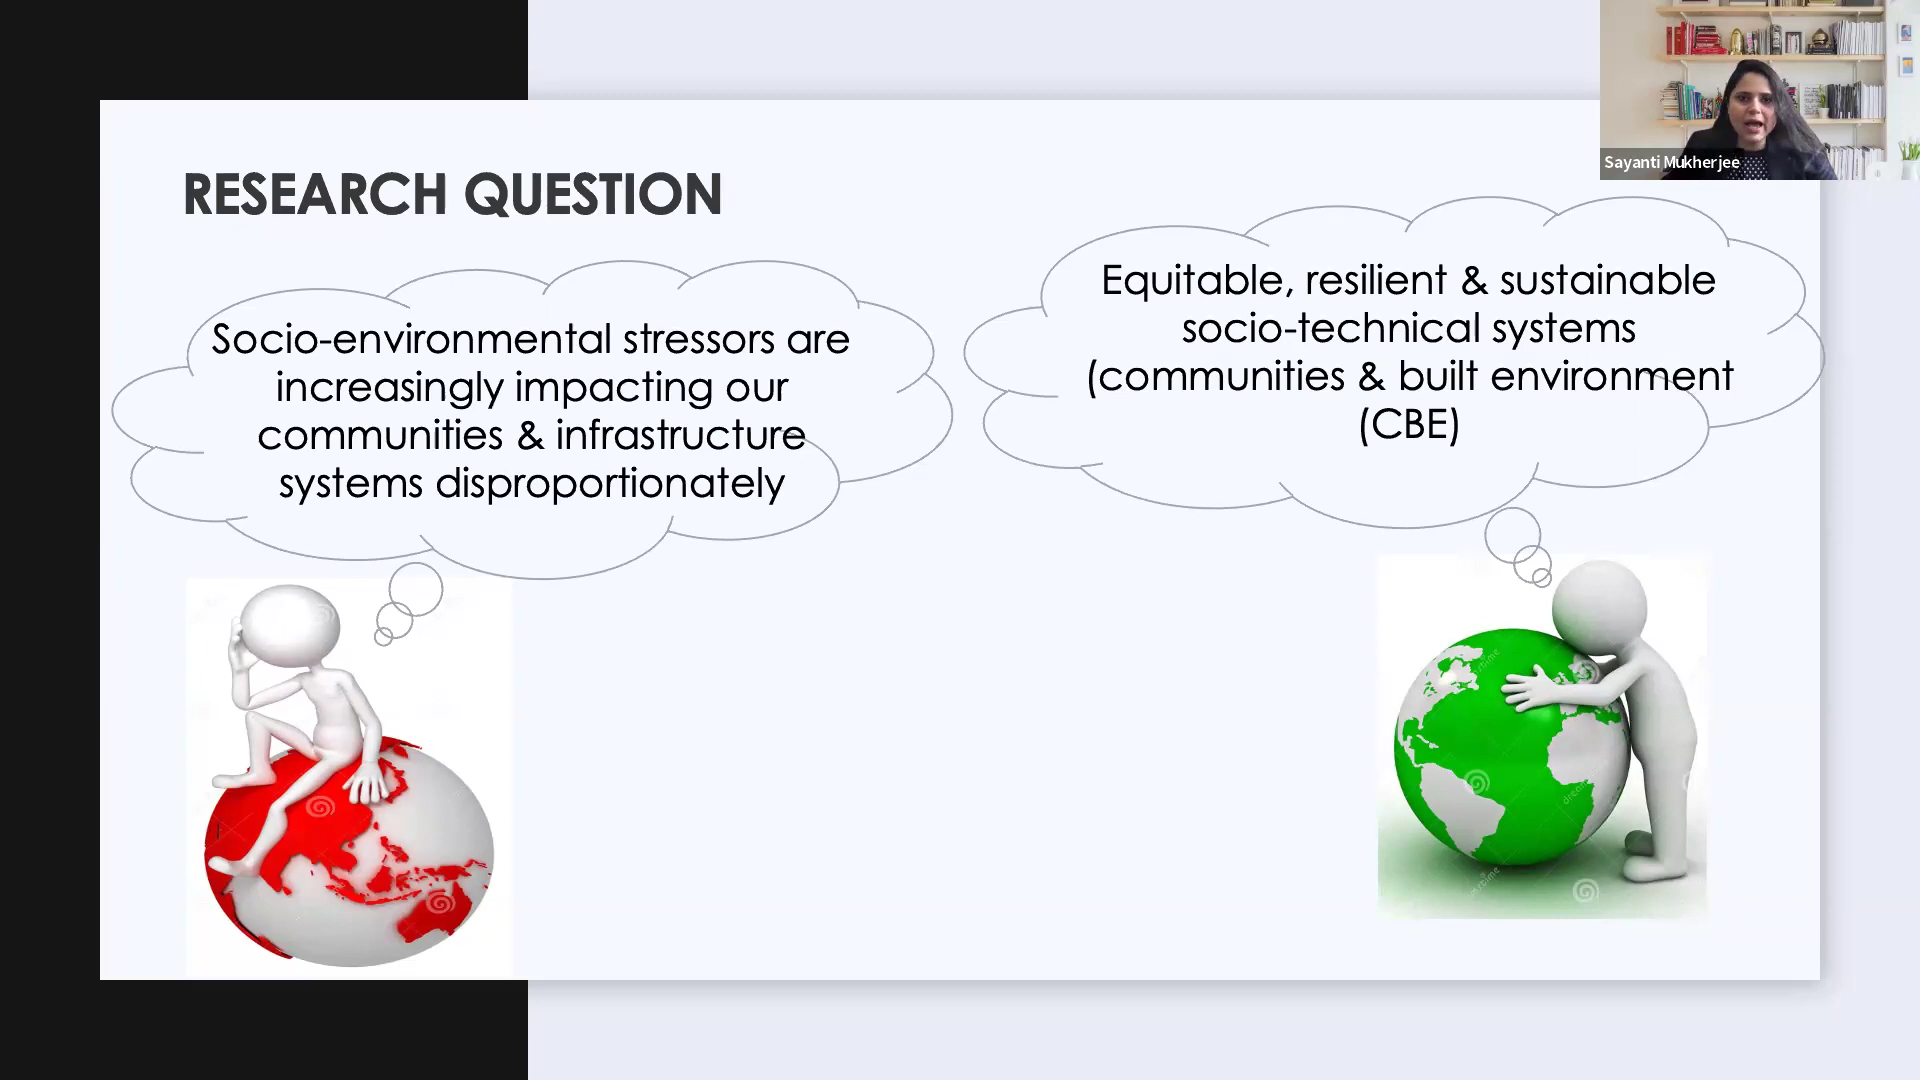 Sayanti Mukherjee
RESEARCH QUESTION
Socio-environmental stressors are
increasingly impacting our
communities & infrastructure
systems disproportionately
Equitable, resilient & sustainable
socio-technical systems
(communities & built environment
(CBE)